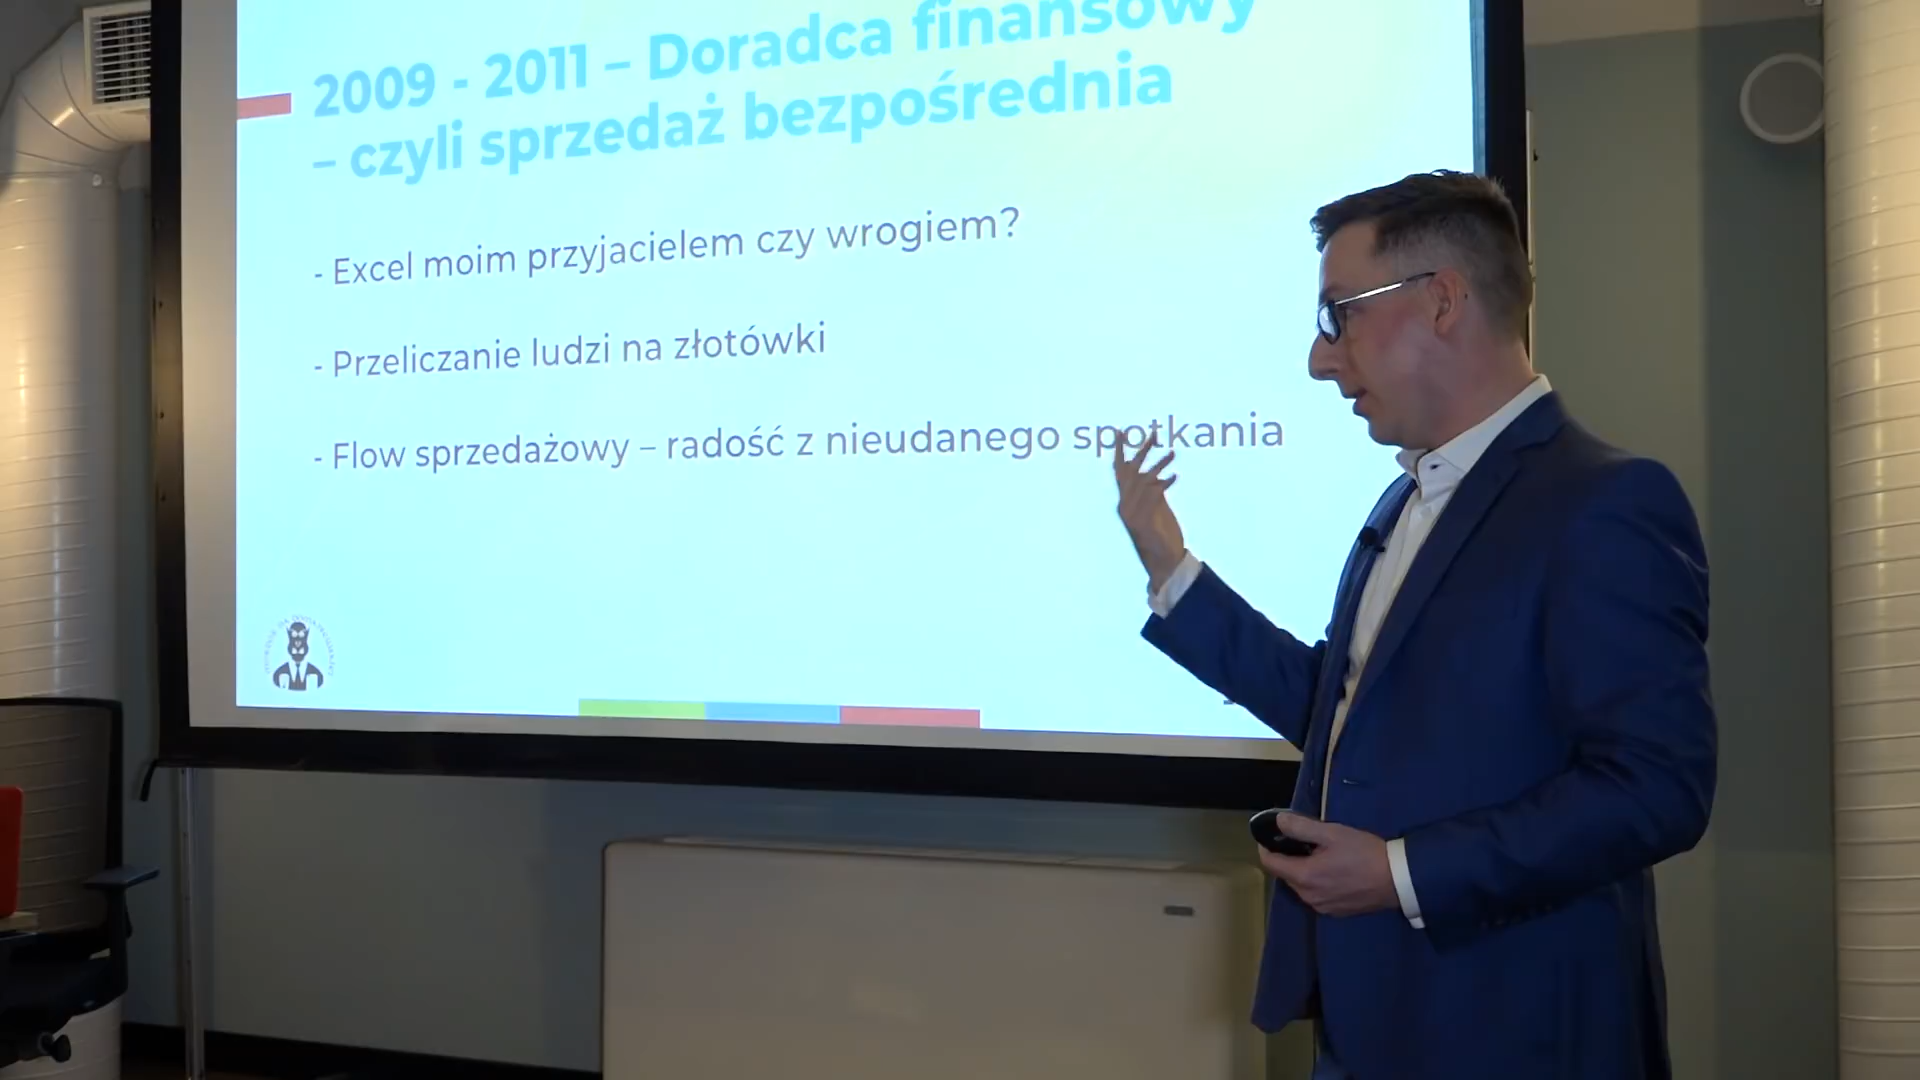 2009 - 2011 – Doradca finansowy
– czyli sprzedaż bezpośrednia
- Excel moim przyjacielem czy wrogiem?
- Przeliczanie ludzi na złotówki
- Flow sprzedażowy – radość z nieudanego spotkania